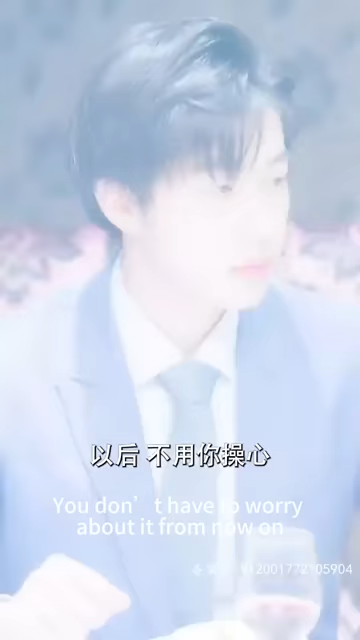 以后 不用你操心
You don't have to worry
about it from now on